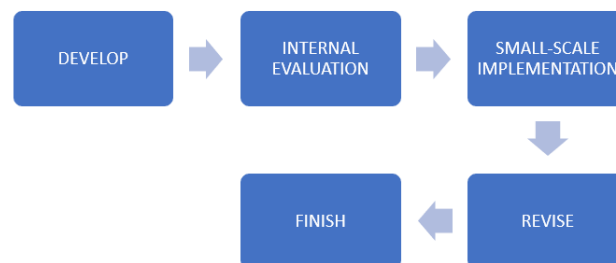 DEVELOP
INTERNAL
EVALUATION
SMALL-SCALE
IMPLEMENTATION
REVISE
FINISH